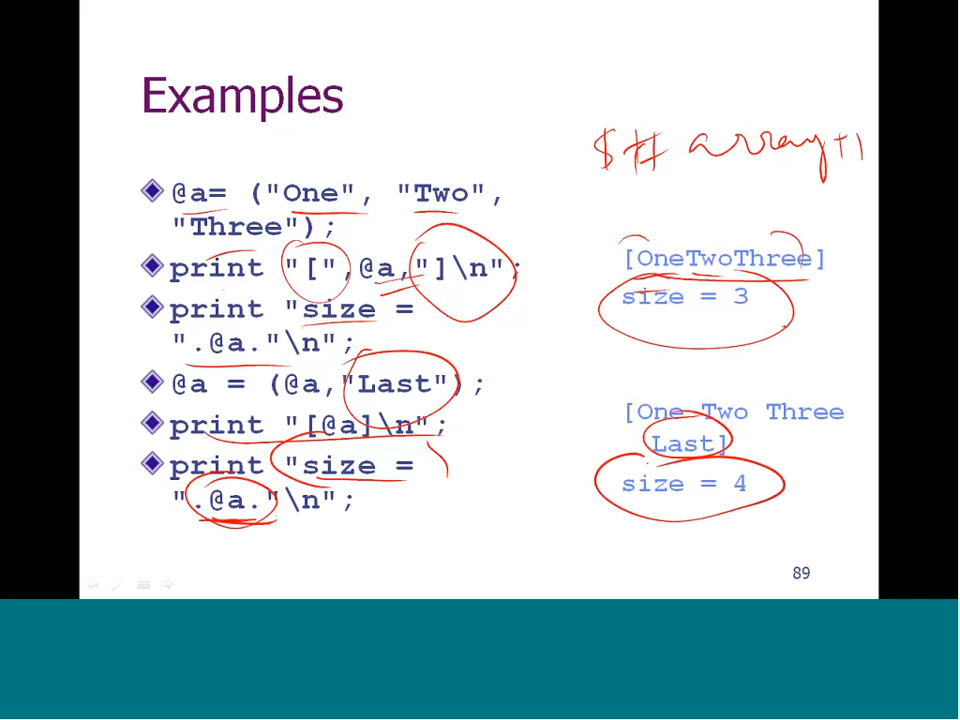 Examples
$# array+1
@a= ("One", "Two",
"Three");
print "[",@a,"]\n";
print "size =
".@a."\n";
@a = (@a,"Last");
print "[@a]\n";
print "size =
".@a."\n";
[OneTwoThree]
size = 3
[One Two Three
Last]
size = 4
89